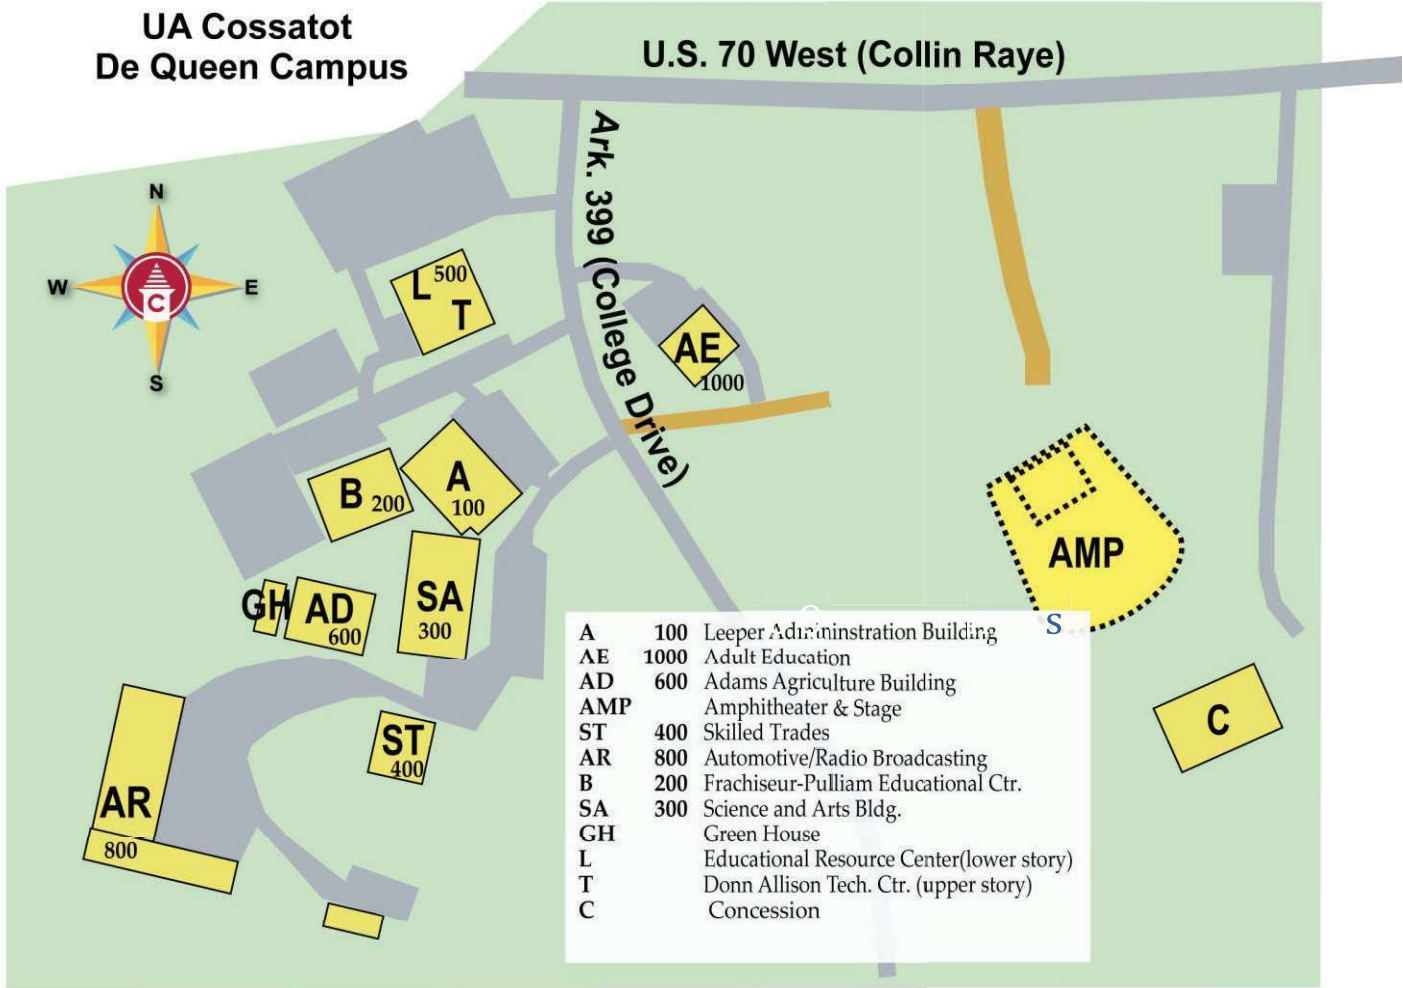 UA Cossatot
De Queen Campus
U.S. 70 West (Collin Raye)
Ark. 399 (College Drive)
N
W
E
S
C
L 500
T
AE
1000
A
100
B 200
SA
300
GH
AD
600
AMP
S
ST
400
AR
800
C
A 100 Leeper Admininstration Building
AE 1000 Adult Education
AD 600 Adams Agriculture Building
AMP Amphitheater & Stage
ST 400 Skilled Trades
AR 800 Automotive/Radio Broadcasting
B 200 Frachiseur-Pulliam Educational Ctr.
SA 300 Science and Arts Bldg.
GH Green House
L Educational Resource Center(lower story)
T Donn Allison Tech. Ctr. (upper story)
C Concession